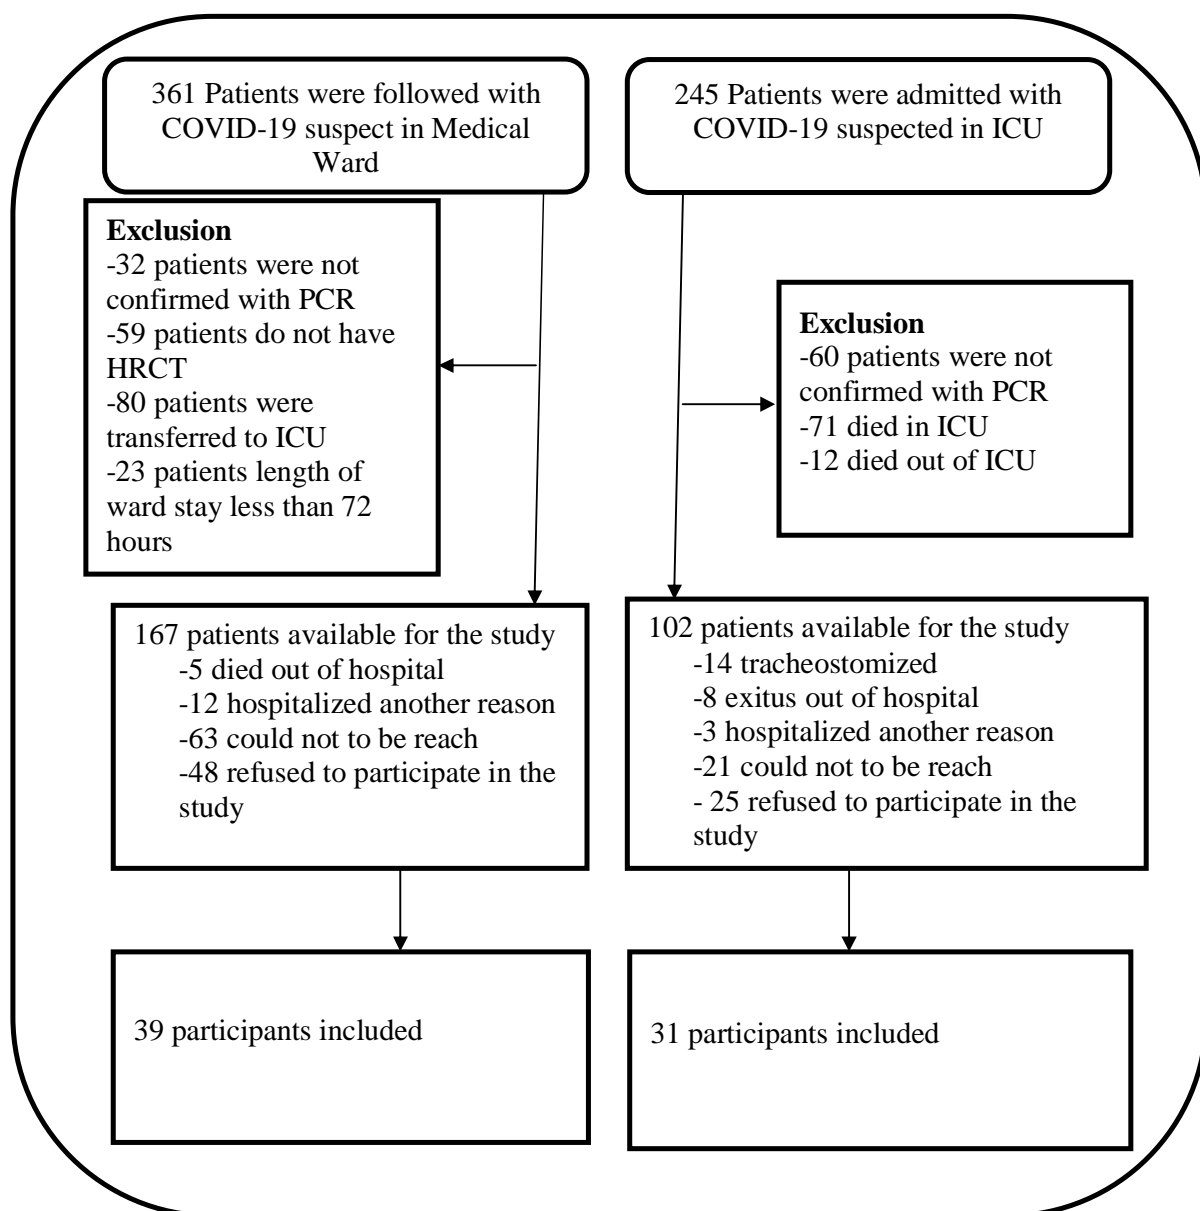 361 Patients were followed with
COVID-19 suspect in Medical
Ward
245 Patients were admitted with
COVID-19 suspected in ICU
Exclusion
-32 patients were not
confirmed with PCR
-59 patients do not have
HRCT
-80 patients were
transferred to ICU
-23 patients length of
ward stay less than 72
hours
Exclusion
-60 patients were not
confirmed with PCR
-71 died in ICU
-12 died out of ICU
167 patients available for the study
-5 died out of hospital
-12 hospitalized another reason
-63 could not to be reach
-48 refused to participate in the
study
102 patients available for the study
-14 tracheostomized
-8 exitus out of hospital
-3 hospitalized another reason
-21 could not to be reach
- 25 refused to participate in the
study
39 participants included
31 participants included